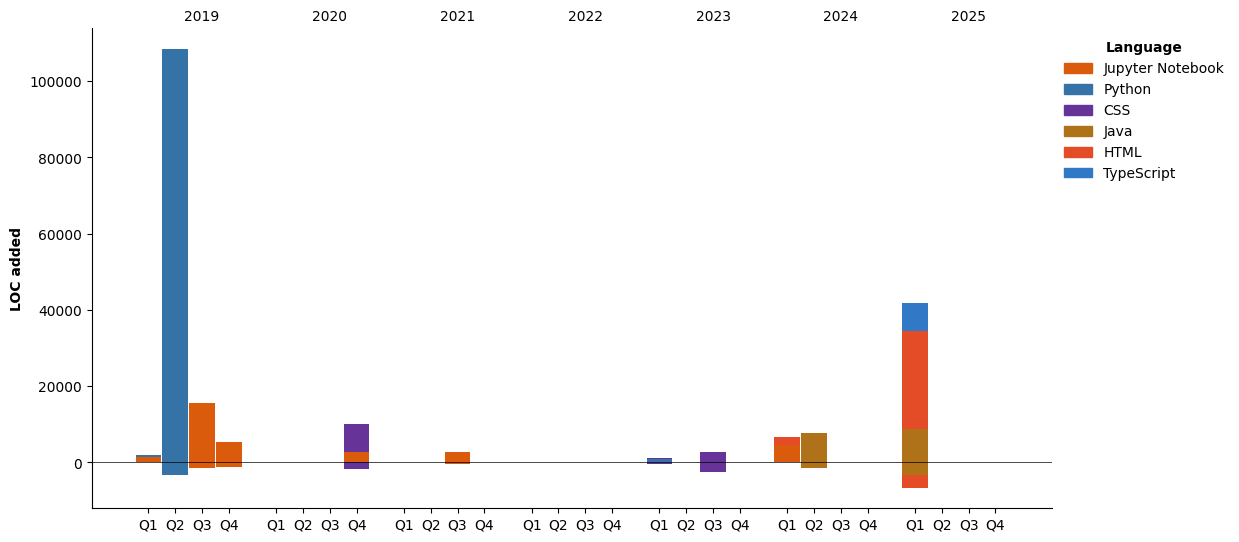 2019 2020 2021 2022 2023 2024 2025
Language
Jupyter Notebook
Python
CSS
Java
HTML
TypeScript
LOC added
100000
80000
60000
40000
20000
0
Q1 Q2 Q3 Q4 Q1 Q2 Q3 Q4 Q1 Q2 Q3 Q4 Q1 Q2 Q3 Q4 Q1 Q2 Q3 Q4 Q1 Q2 Q3 Q4 Q1 Q2 Q3 Q4